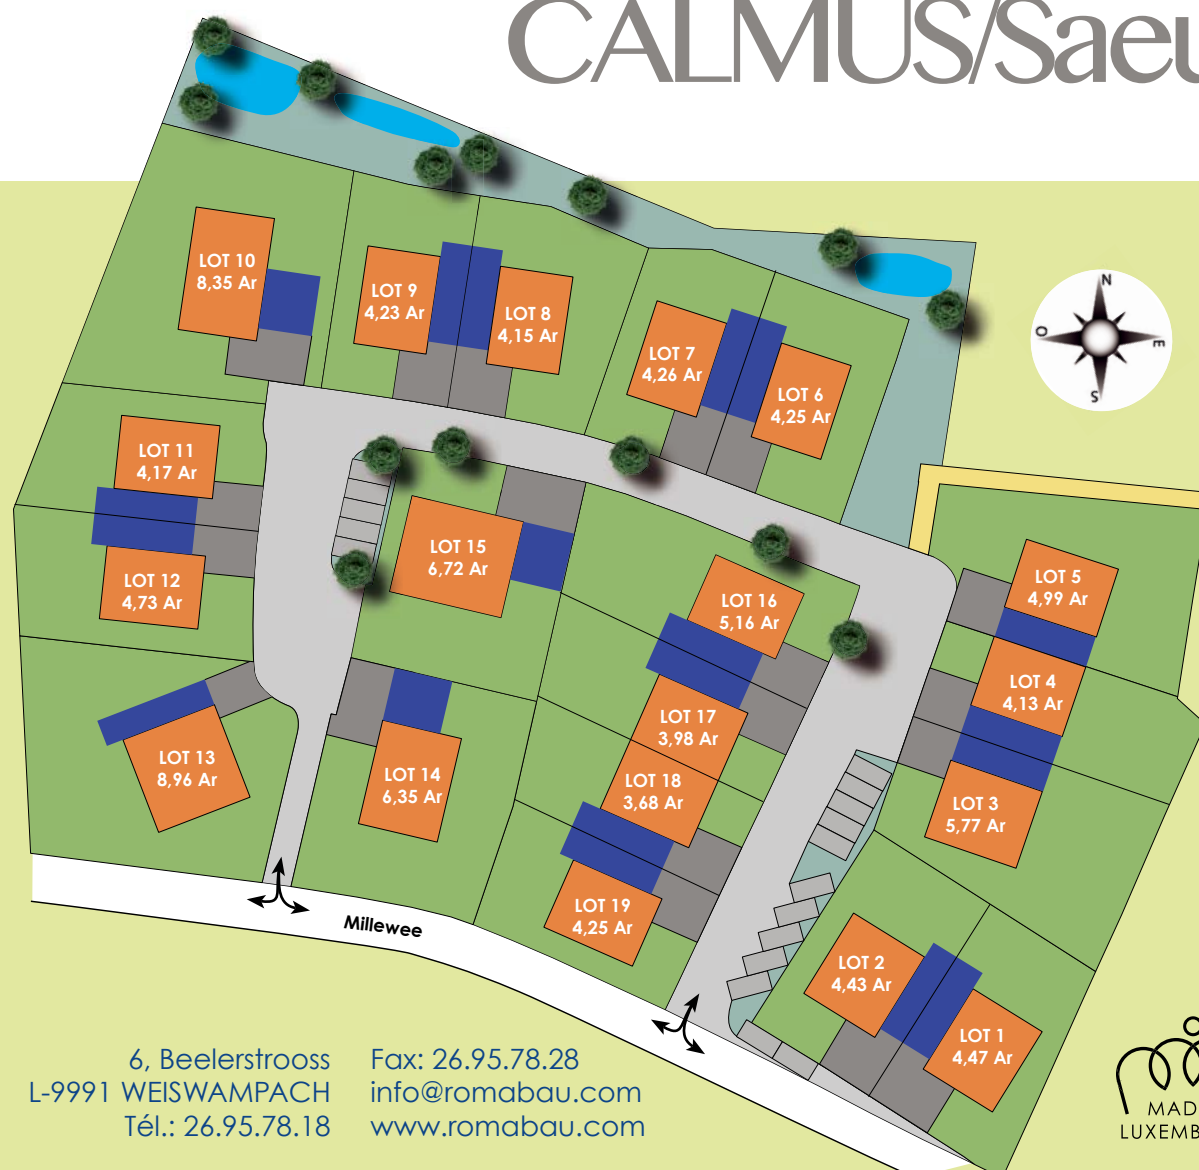 CALMUS/Saeu
LOT 10
8,35 Ar
LOT 9
4,23 Ar
LOT 8
4,15 Ar
LOT 7
4,26 Ar
LOT 6
4,25 Ar
N
O
E
S
LOT 11
4,17 Ar
LOT 12
4,73 Ar
LOT 15
6,72 Ar
LOT 16
5,16 Ar
LOT 5
4,99 Ar
LOT 4
4,13 Ar
LOT 17
3,98 Ar
LOT 18
3,68 Ar
LOT 3
5,77 Ar
LOT 13
8,96 Ar
LOT 14
6,35 Ar
LOT 19
4,25 Ar
LOT 2
4,43 Ar
LOT 1
4,47 Ar
Millewee
6, Beelerstrooss
L-9991 WEISWAMPACH
Tél.: 26.95.78.18
Fax: 26.95.78.28
info@romabau.com
www.romabau.com
MAD
LUXEMB